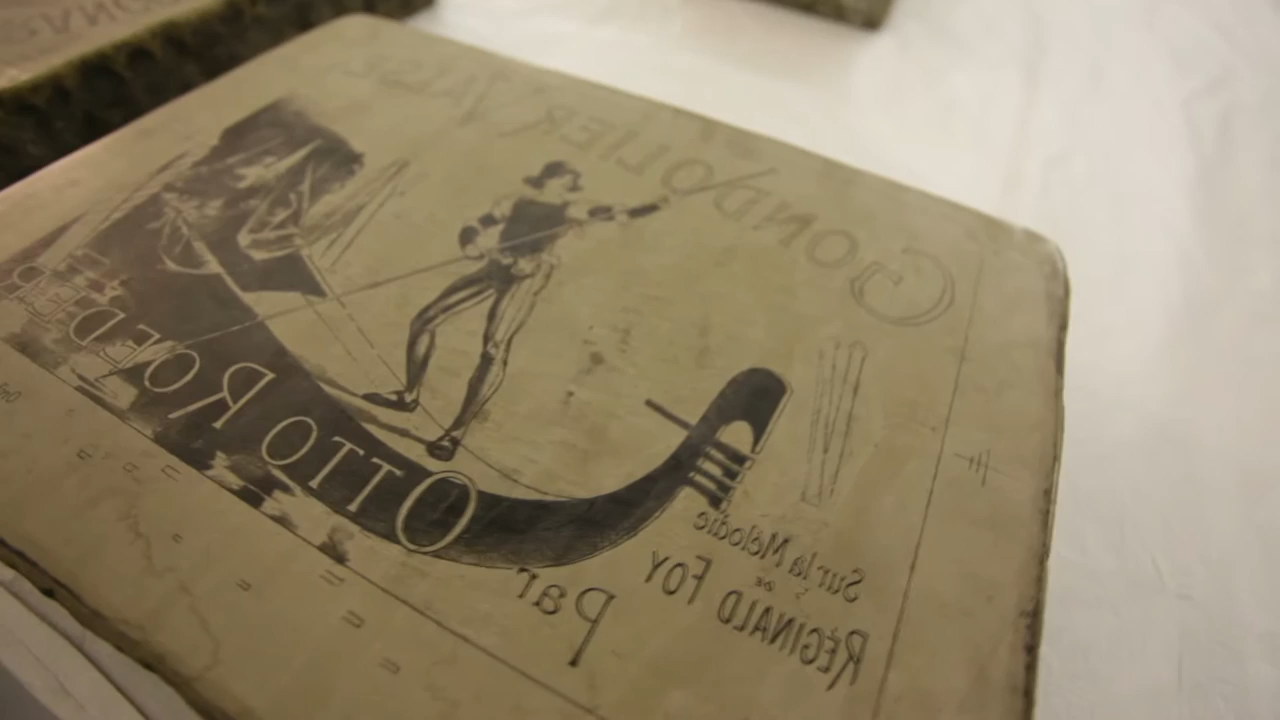 GONDOLIER VALSE
Sur la Mélodie
DE
RÉGINALD FOY
Par
OTTO ROEDER